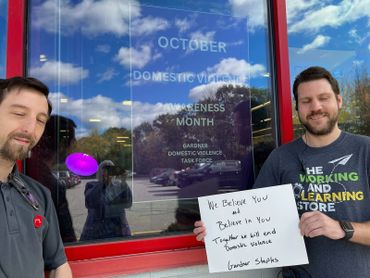 OCTOBER
DOMESTIC VIOLENCE
AWARENESS
MONTH
GARDNER
DOMESTIC VIOLENCE
TASK FORCE
THE
WORKING
AND
LEARNING
STORE
We Believe You
and
Believe in You
Together we will end
Domestic violence
Gardner Staples